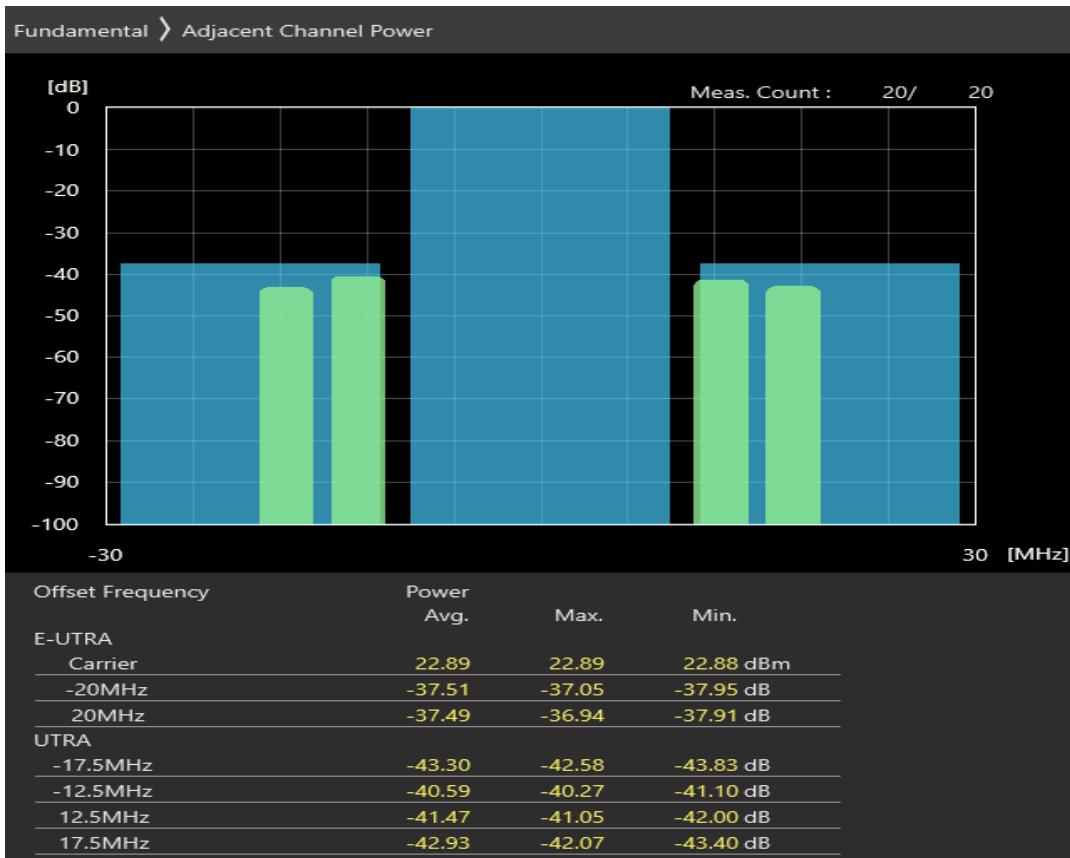 Fundamental 〉 Adjacent Channel Power
[dB]
Meas. Count : 20/ 20
0
-10
-20
-30
-40
-50
-60
-70
-80
-90
-100
-30 30 [MHz]
Offset Frequency Power
Avg. Max. Min.
E-UTRA
Carrier 22.89 22.89 22.88 dBm
-20MHz -37.51 -37.05 -37.95 dB
20MHz -37.49 -36.94 -37.91 dB
UTRA
-17.5MHz -43.30 -42.58 -43.83 dB
-12.5MHz -40.59 -40.27 -41.10 dB
12.5MHz -41.47 -41.05 -42.00 dB
17.5MHz -42.93 -42.07 -43.40 dB